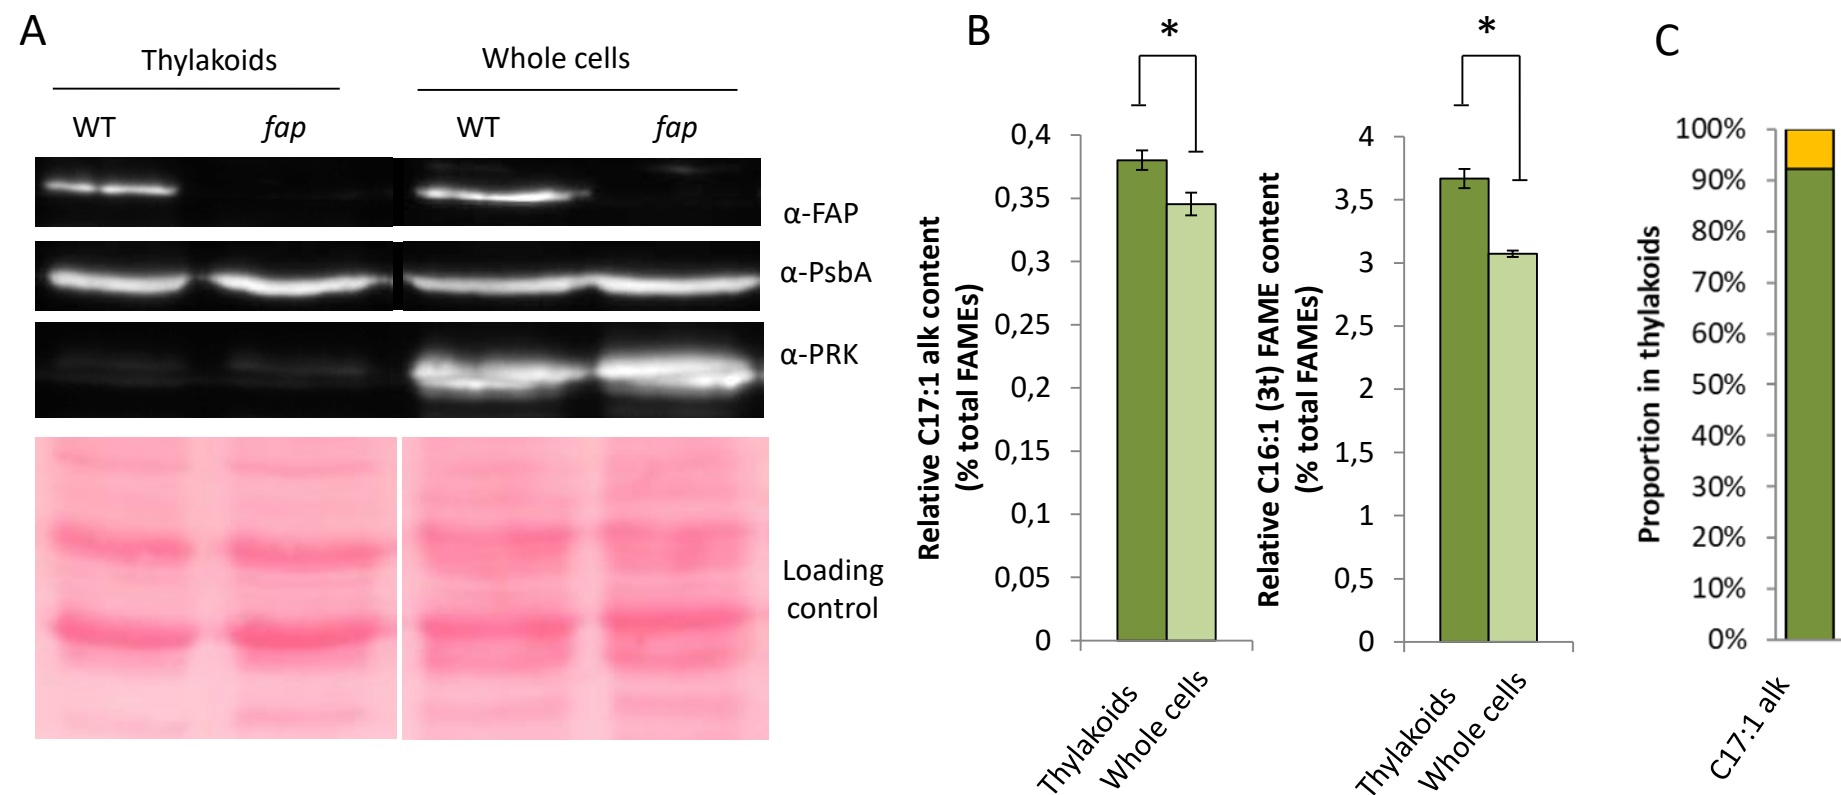 A
Thylakoids
Whole cells
WT
fap
WT
fap
α-FAP
α-PsbA
α-PRK
Loading
control
B
*
Relative C17:1 alk content
(% total FAMEs)
0,4
0,35
0,3
0,25
0,2
0,15
0,1
0,05
0
Thylakoids
Whole cells
*
Relative C16:1 (3t) FAME content
(% total FAMEs)
4
3,5
3
2,5
2
1,5
1
0,5
0
Thylakoids
Whole cells
C
Proportion in thylakoids
100%
90%
80%
70%
60%
50%
40%
30%
20%
10%
0%
C17:1 alk